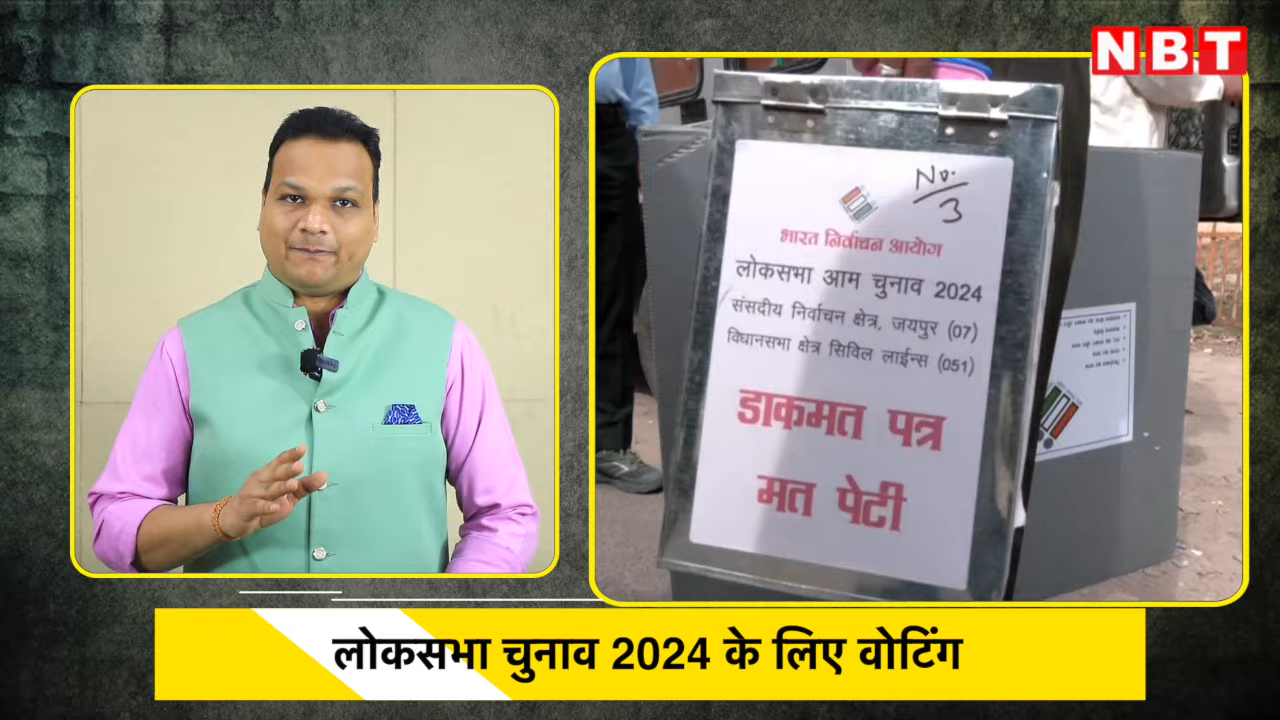 NBT
No.
3
भारत निर्वाचन आयोग
लोकसभा आम चुनाव 2024
संसदीय निर्वाचन क्षेत्र, जयपुर (07)
विधानसभा क्षेत्र सिविल लाईन्स (051)
डाकमत पत्र
मत पेटी
लोकसभा चुनाव 2024 के लिए वोटिंग